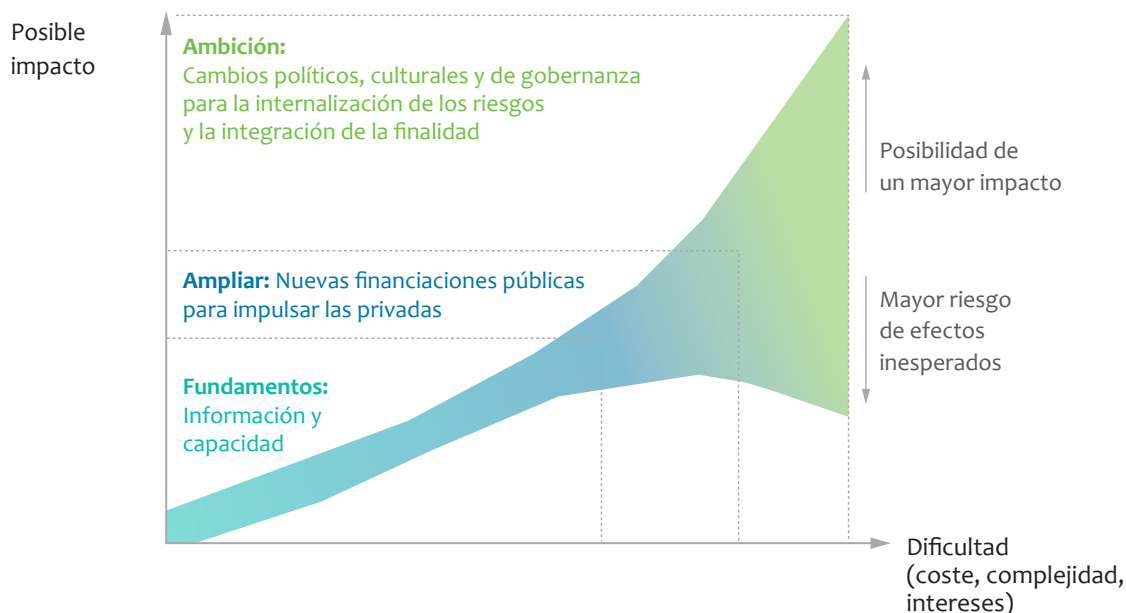 Posible
impacto
Ambición:
Cambios políticos, culturales y de gobernanza
para la internalización de los riesgos
y la integración de la finalidad
Posibilidad de
un mayor impacto
Ampliar: Nuevas financiaciones públicas
para impulsar las privadas
Mayor riesgo
de efectos
inesperados
Fundamentos:
Información y
capacidad
Dificultad
(coste, complejidad,
intereses)